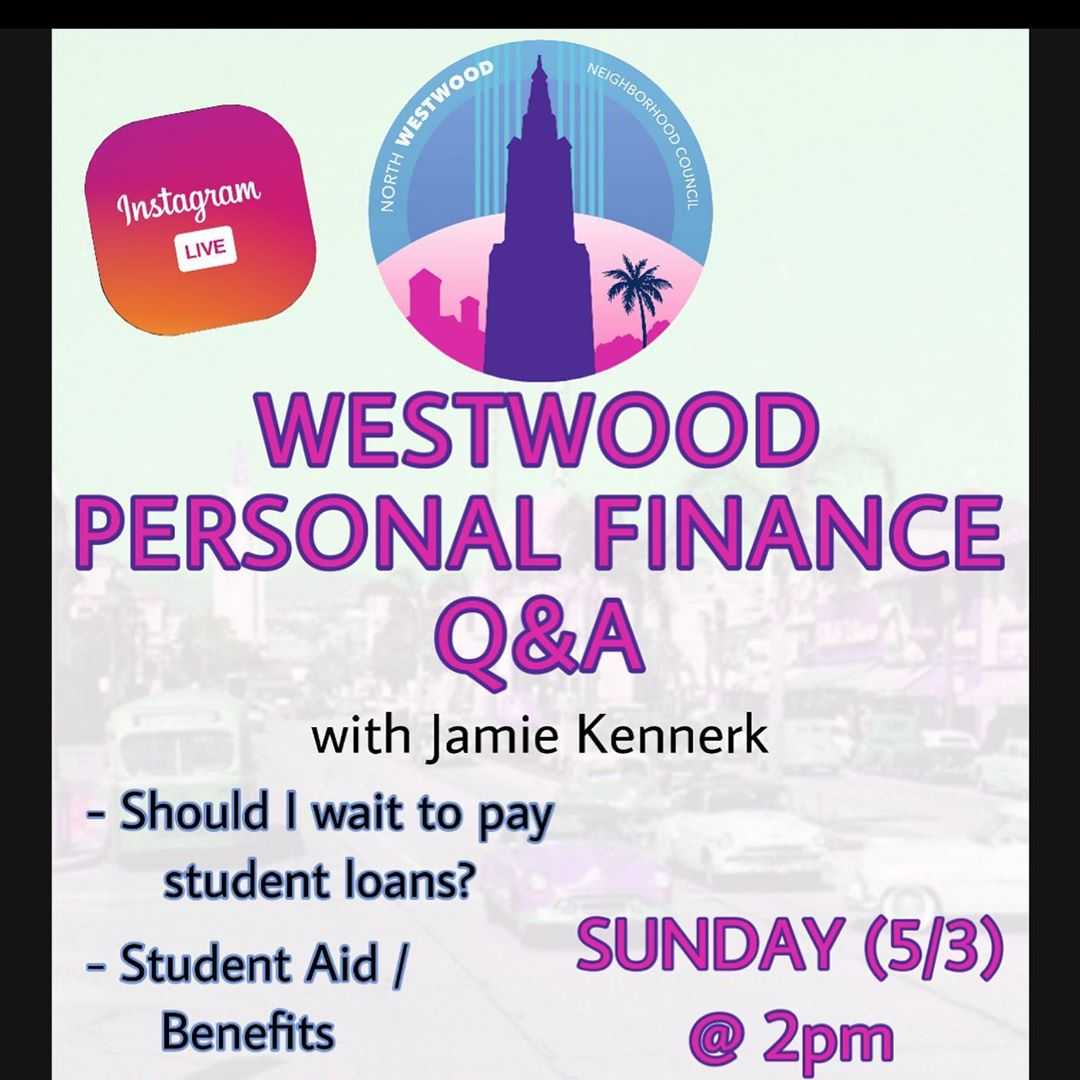 Instagram
LIVE
NORTH WESTWOOD
NEIGHBORHOOD COUNCIL
WESTWOOD
PERSONAL FINANCE
Q&A
with Jamie Kennerk
- Should I wait to pay
student loans?
- Student Aid /
Benefits
SUNDAY (5/3)
@ 2pm